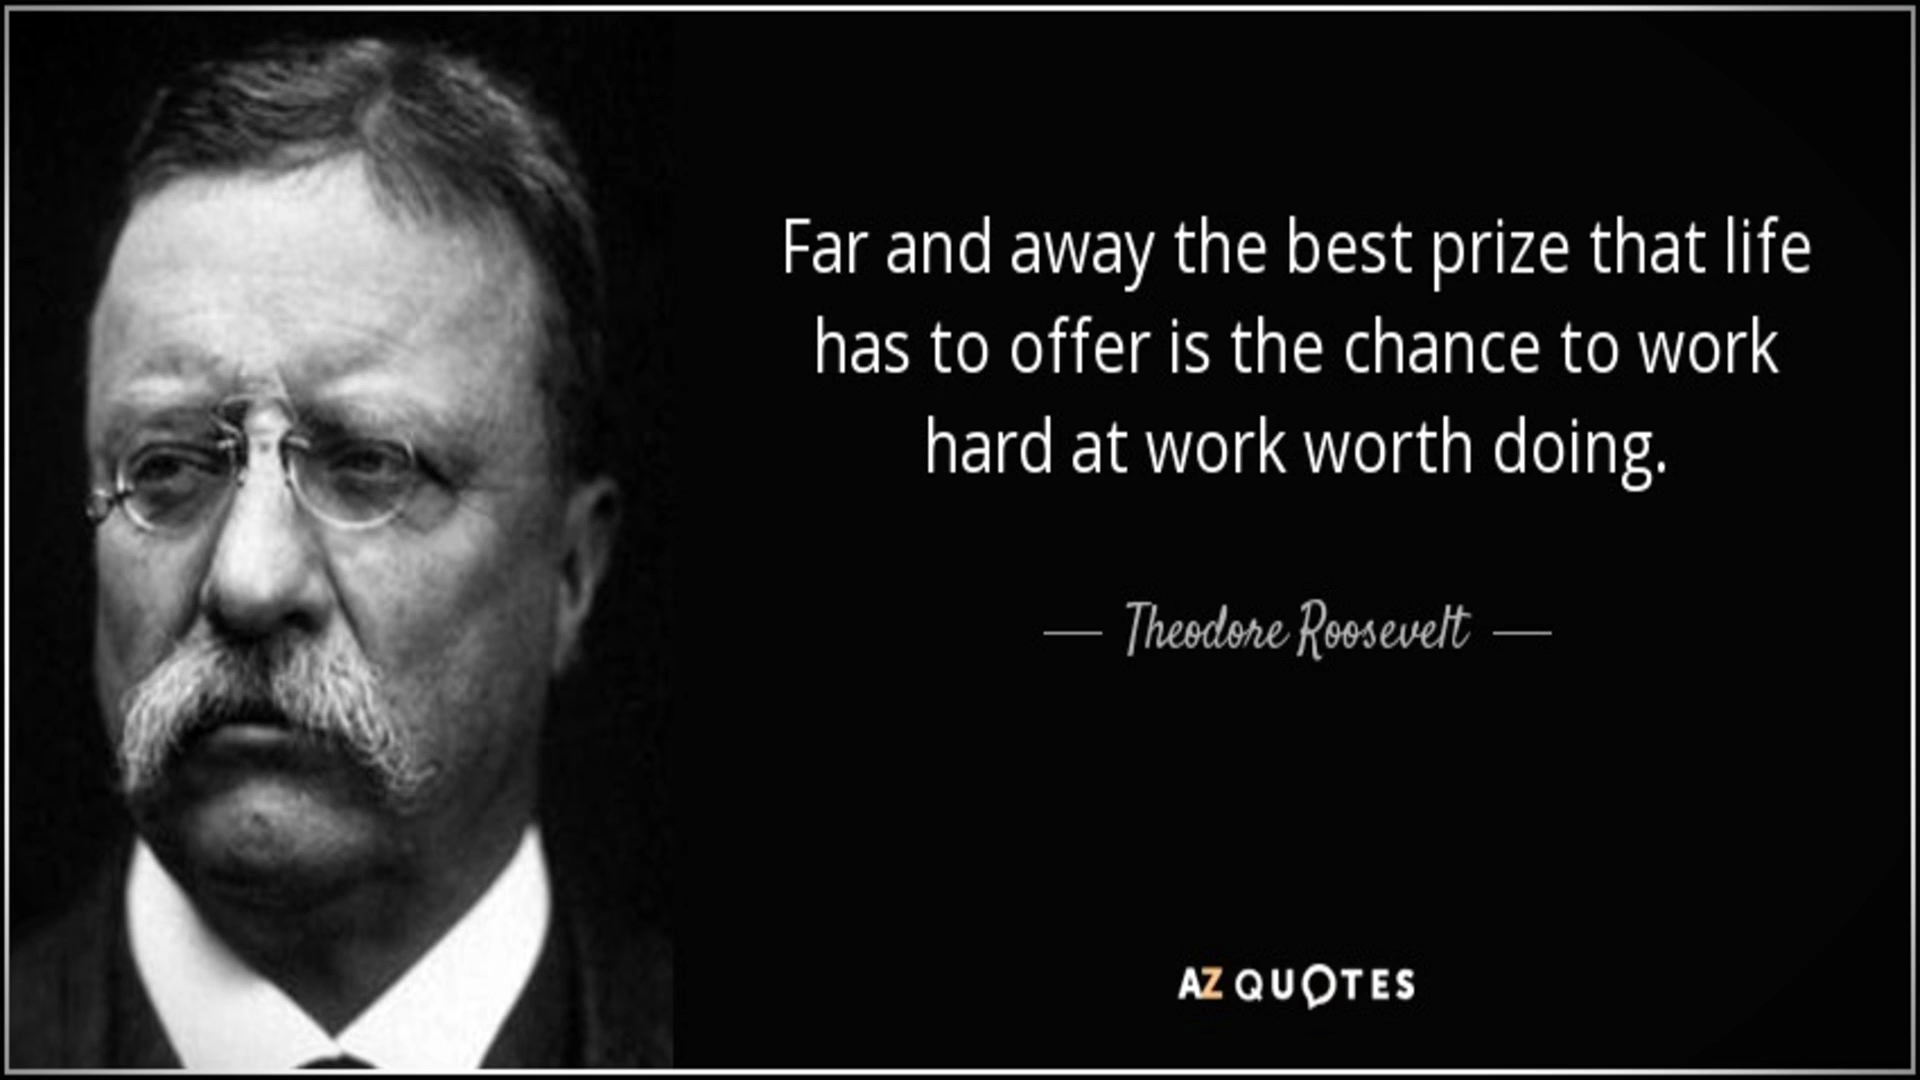 Far and away the best prize that life
has to offer is the chance to work
hard at work worth doing.
Theodore Roosevelt
AZ QUOTES